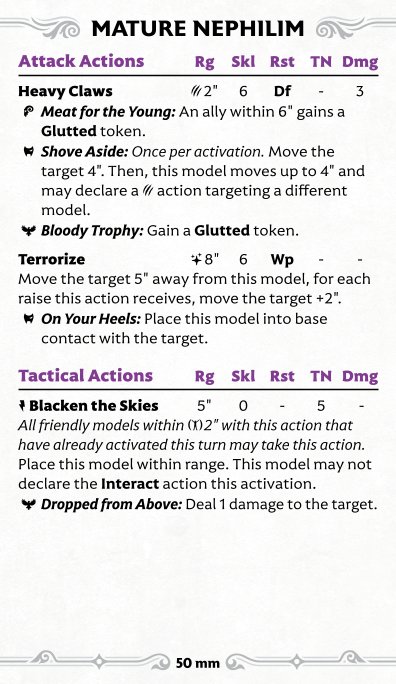 MATURE NEPHILIM
Attack Actions Rg Skl Rst TN Dmg
Heavy Claws 2" 6 Df - 3
Meat for the Young: An ally within 6" gains a
Glutted token.
Shove Aside: Once per activation. Move the
target 4". Then, this model moves up to 4" and
may declare a action targeting a different
model.
Bloody Trophy: Gain a Glutted token.
Terrorize 8" 6 Wp - -
Move the target 5" away from this model, for each
raise this action receives, move the target +2".
On Your Heels: Place this model into base
contact with the target.
Tactical Actions Rg Skl Rst TN Dmg
Blacken the Skies 5" 0 - 5 -
All friendly models within 2" with this action that
have already activated this turn may take this action.
Place this model within range. This model may not
declare the Interact action this activation.
Dropped from Above: Deal 1 damage to the target.
50 mm